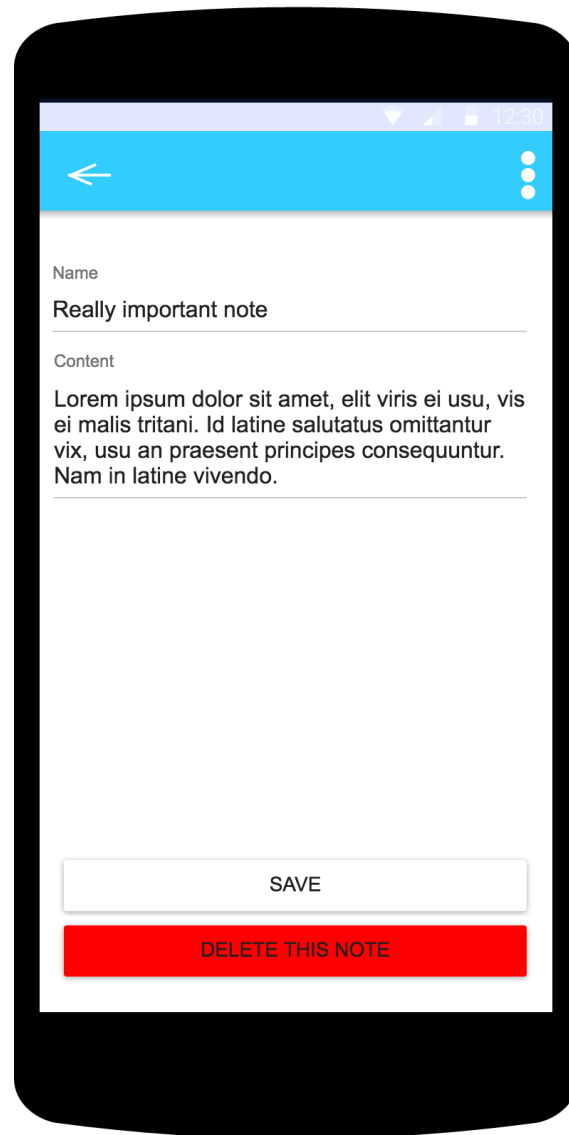 12:30
Name
Really important note
Content
Lorem ipsum dolor sit amet, elit viris ei usu, vis
ei malis tritani. Id latine salutatus omittantur
vix, usu an praesent principes consequuntur.
Nam in latine vivendo.
SAVE
DELETE THIS NOTE